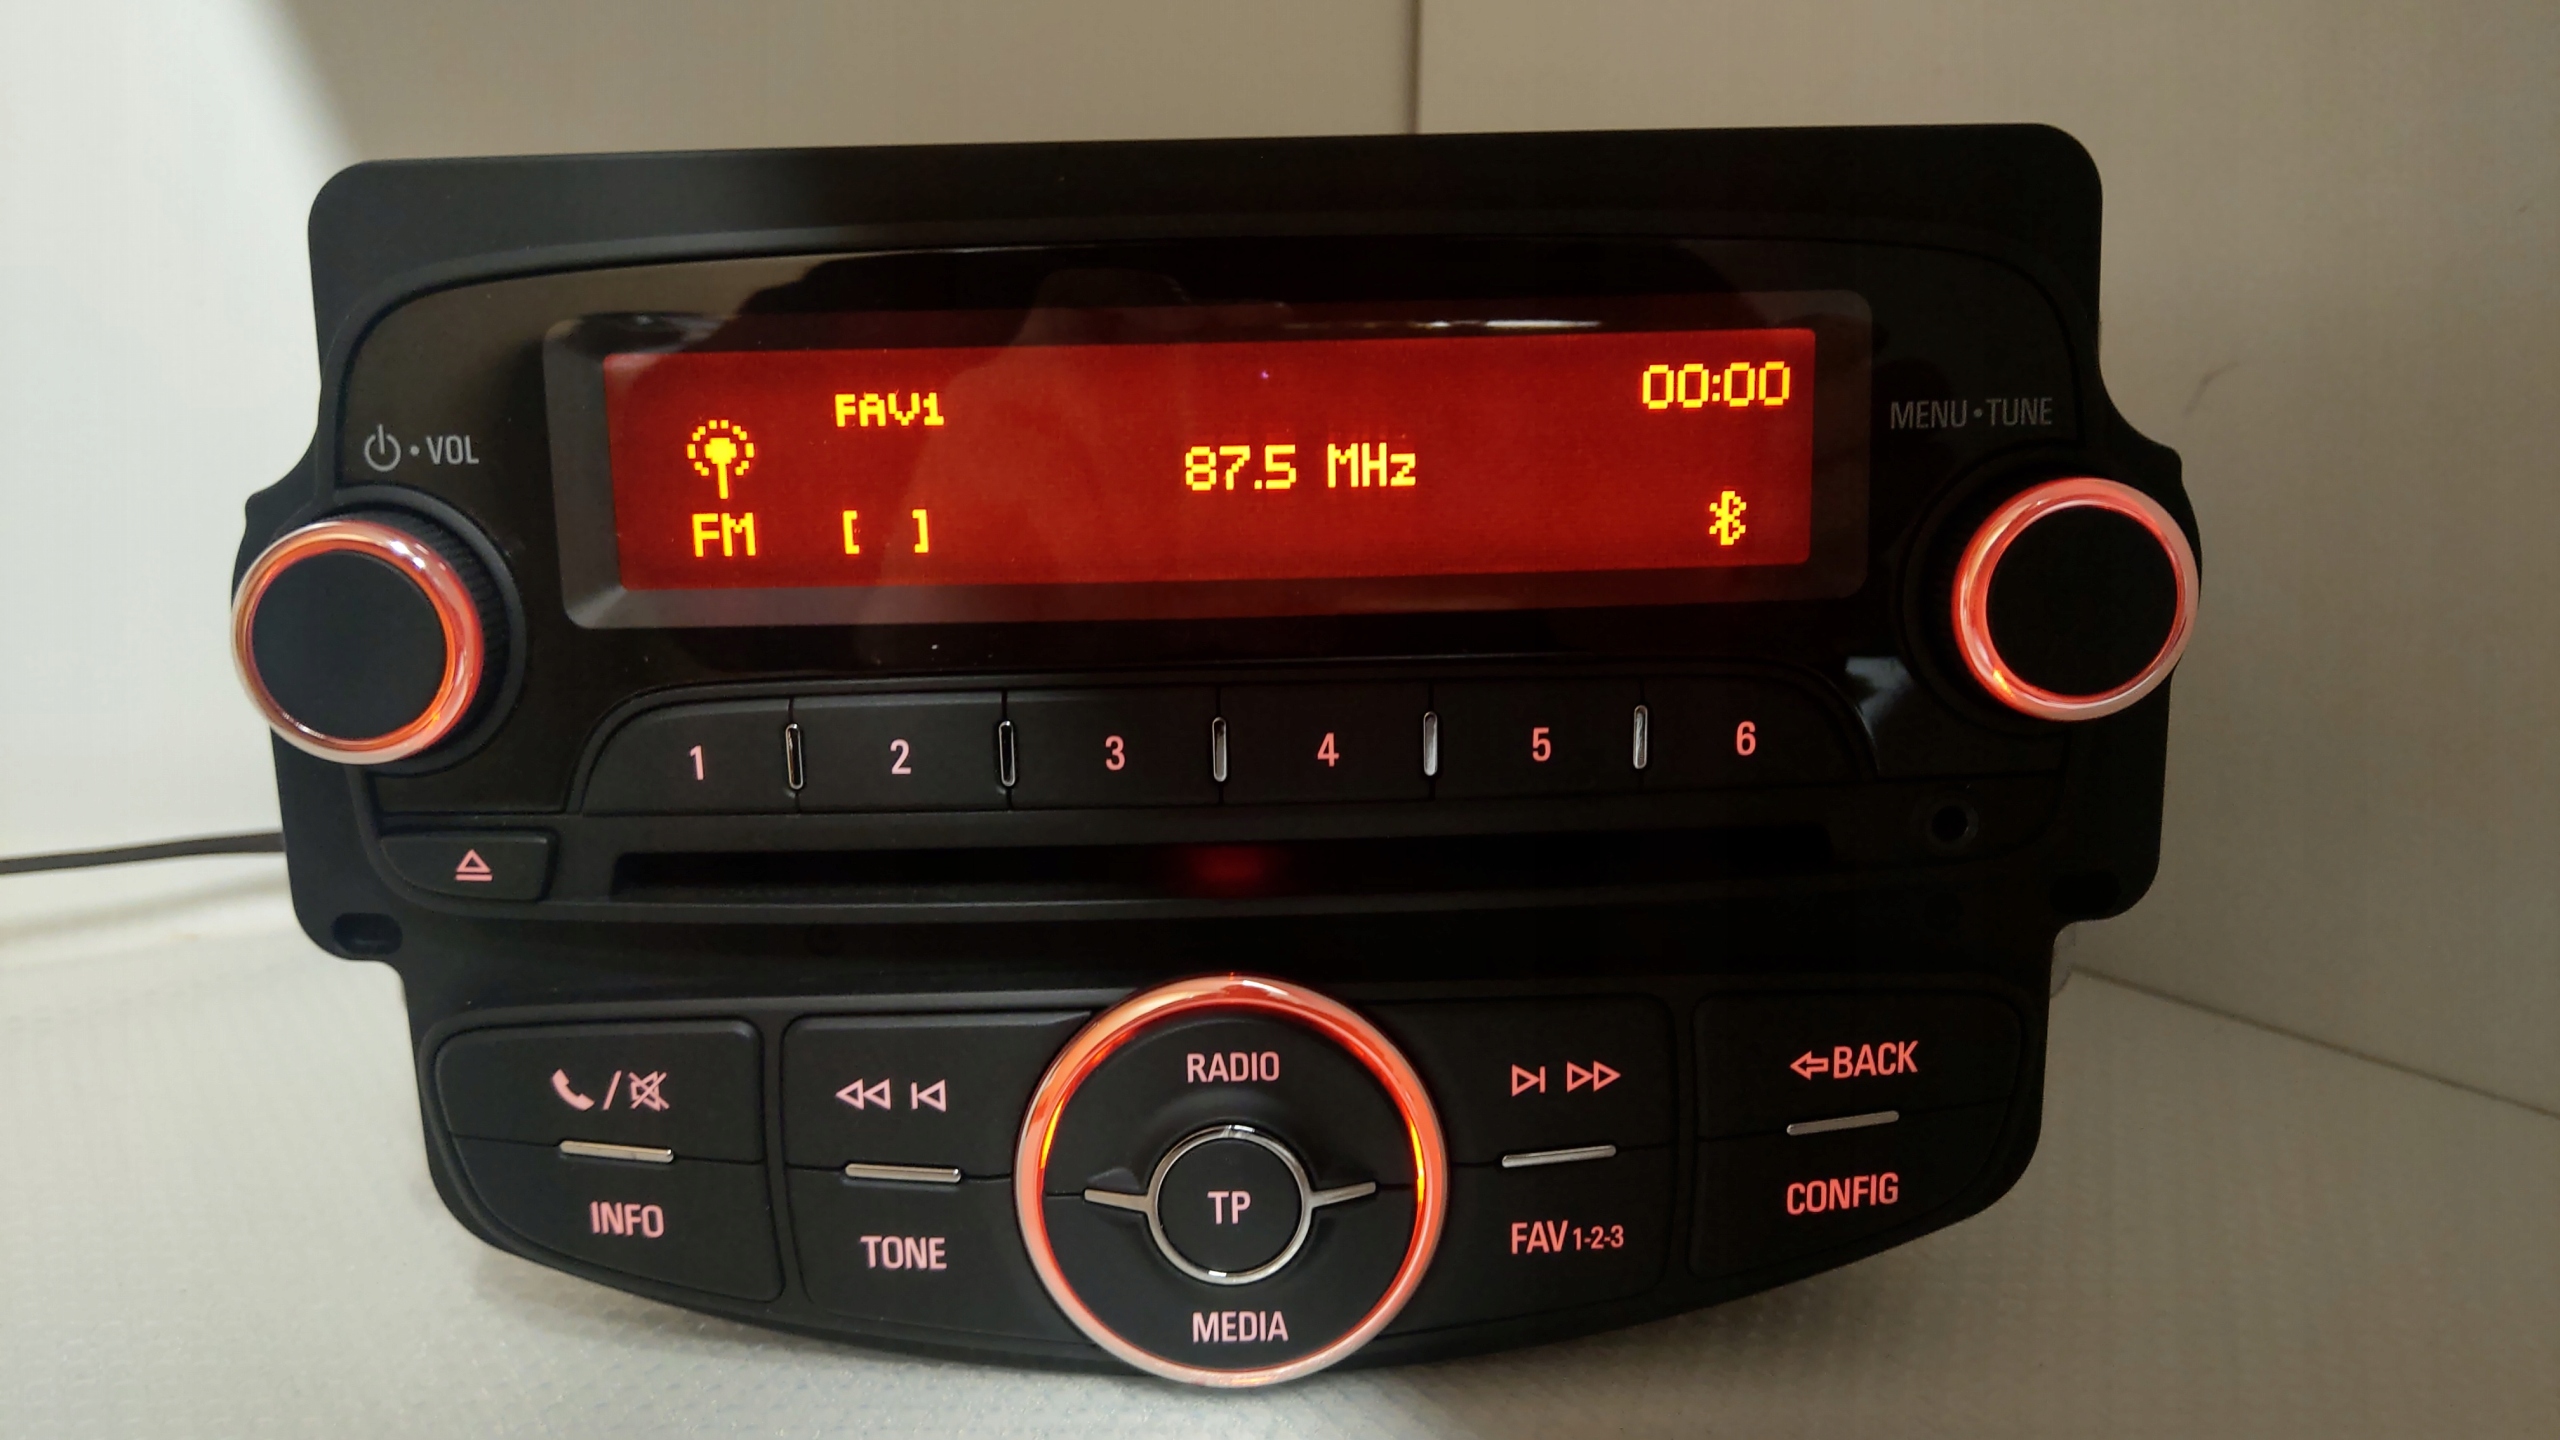 00:00
FAV1
87.5 MHz
FM [ ]
VOL
MENU•TUNE
1 2 3 4 5 6
RADIO
BACK
/
TP
INFO
TONE
FAV 1-2-3
CONFIG
MEDIA